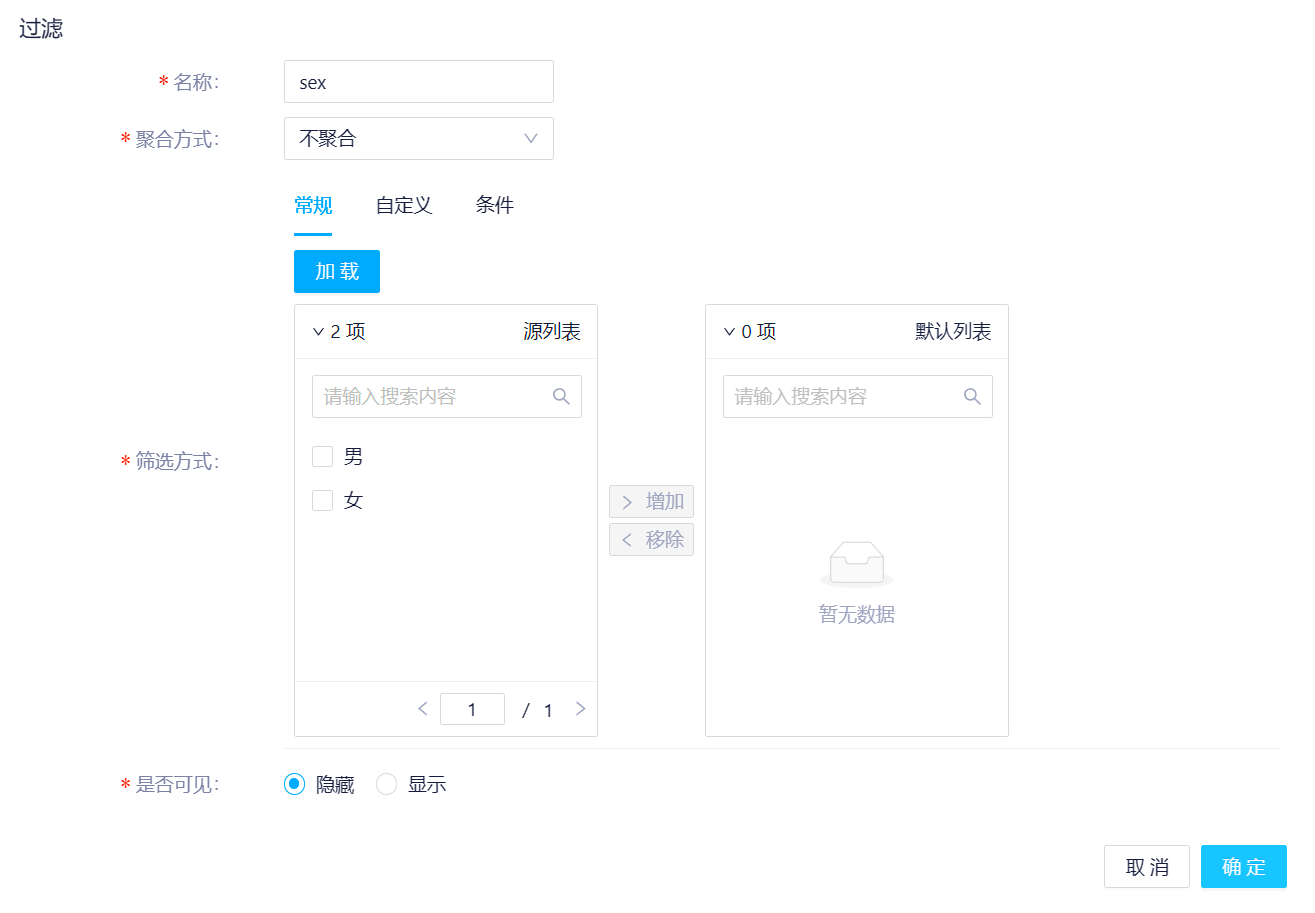 过滤
* 名称:
sex
* 聚合方式:
不聚合
常规 自定义 条件
加 载
2 项 源列表
请输入搜索内容
男
女
1 / 1
* 筛选方式:
增加
移除
0 项 默认列表
请输入搜索内容
暂无数据
* 是否可见:
隐藏 显示
取 消 确 定